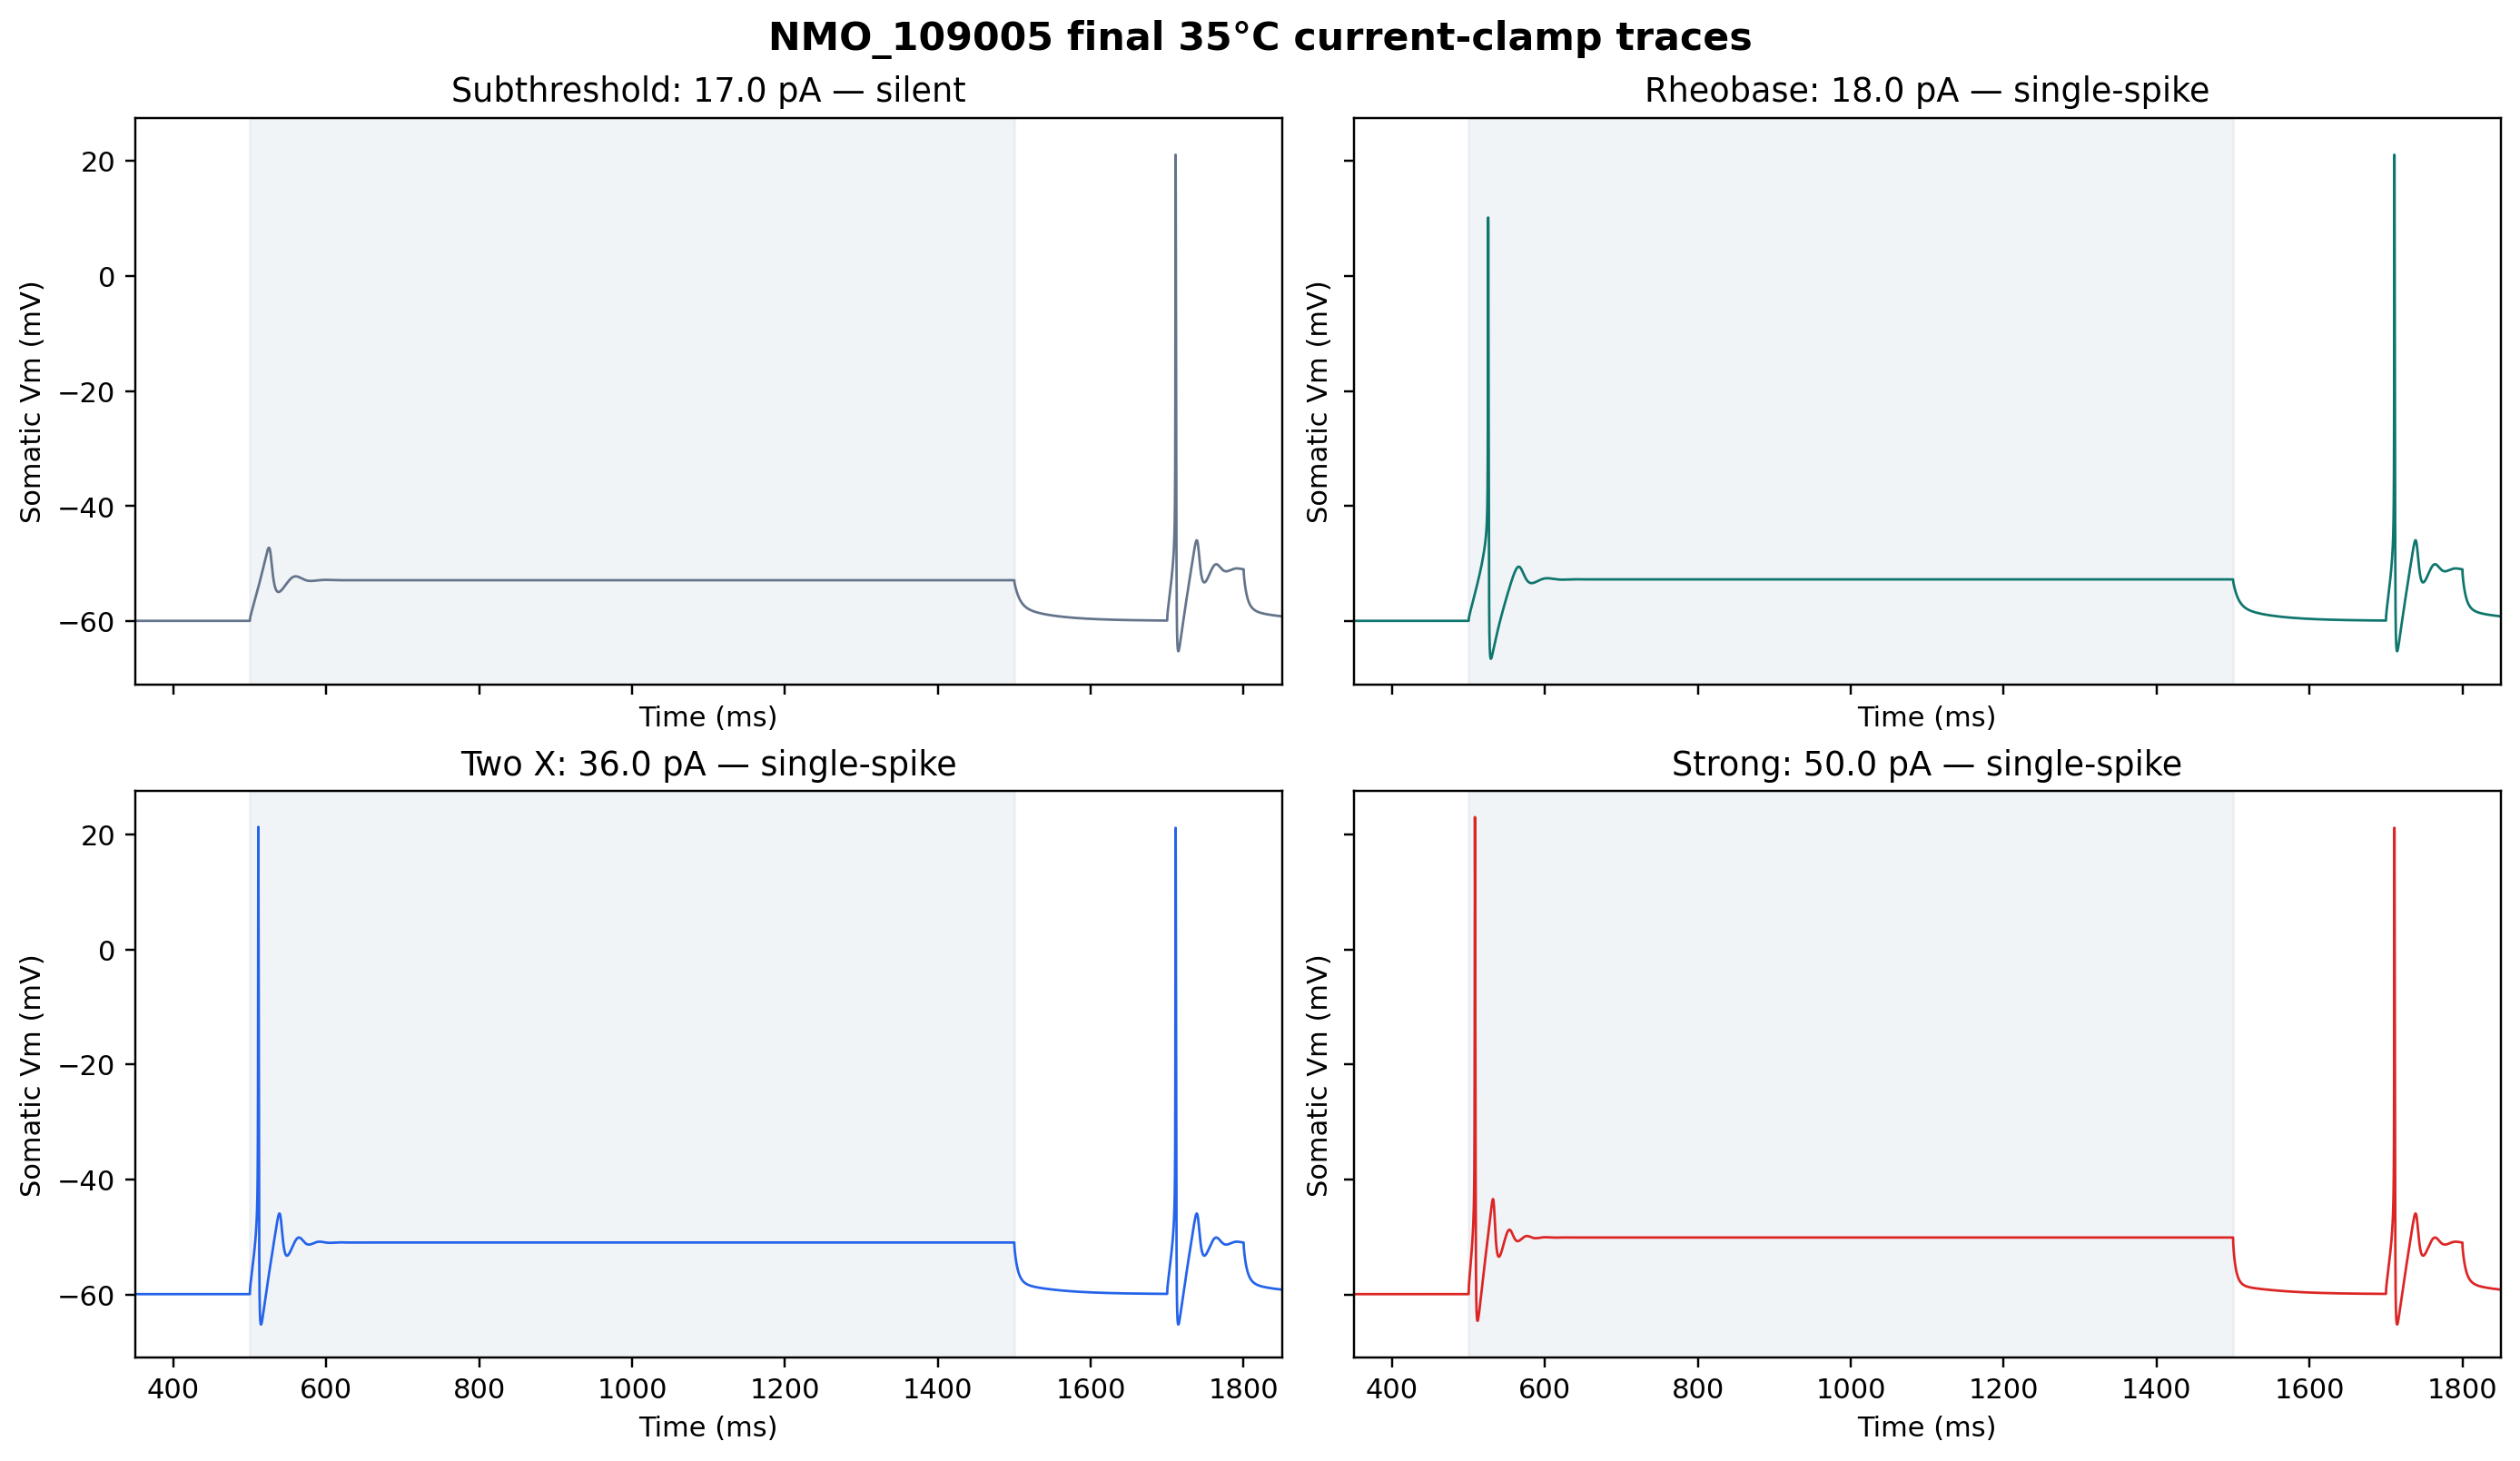 NMO_109005 final 35°C current-clamp traces
Subthreshold: 17.0 pA — silent
Somatic Vm (mV)
20
0
−20
−40
−60
Time (ms)
Rheobase: 18.0 pA — single-spike
Somatic Vm (mV)
Time (ms)
Two X: 36.0 pA — single-spike
Somatic Vm (mV)
20
0
−20
−40
−60
400 600 800 1000 1200 1400 1600 1800
Time (ms)
Strong: 50.0 pA — single-spike
Somatic Vm (mV)
400 600 800 1000 1200 1400 1600 1800
Time (ms)